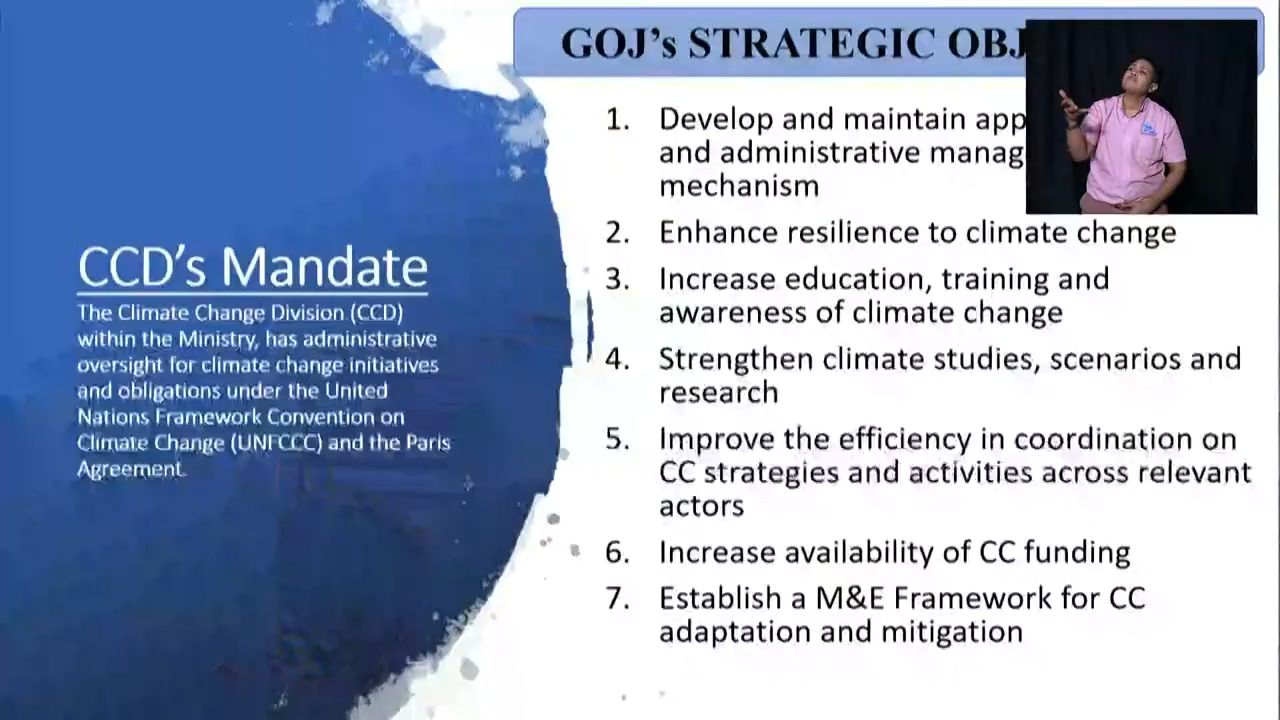 CCD's Mandate
The Climate Change Division (CCD)
within the Ministry, has administrative
oversight for climate change initiatives
and obligations under the United
Nations Framework Convention on
Climate Change (UNFCCC) and the Paris
Agreement.
GOJ's STRATEGIC
1. Develop and maintain
and administrative
mechanism
2. Enhance resilience to climate change
3. Increase education, training and
awareness of climate change
4. Strengthen climate studies, scenarios and
research
5. Improve the efficiency in coordination on
CC strategies and activities across relevant
actors
6. Increase availability of CC funding
7. Establish a M&E Framework for CC
adaptation and mitigation